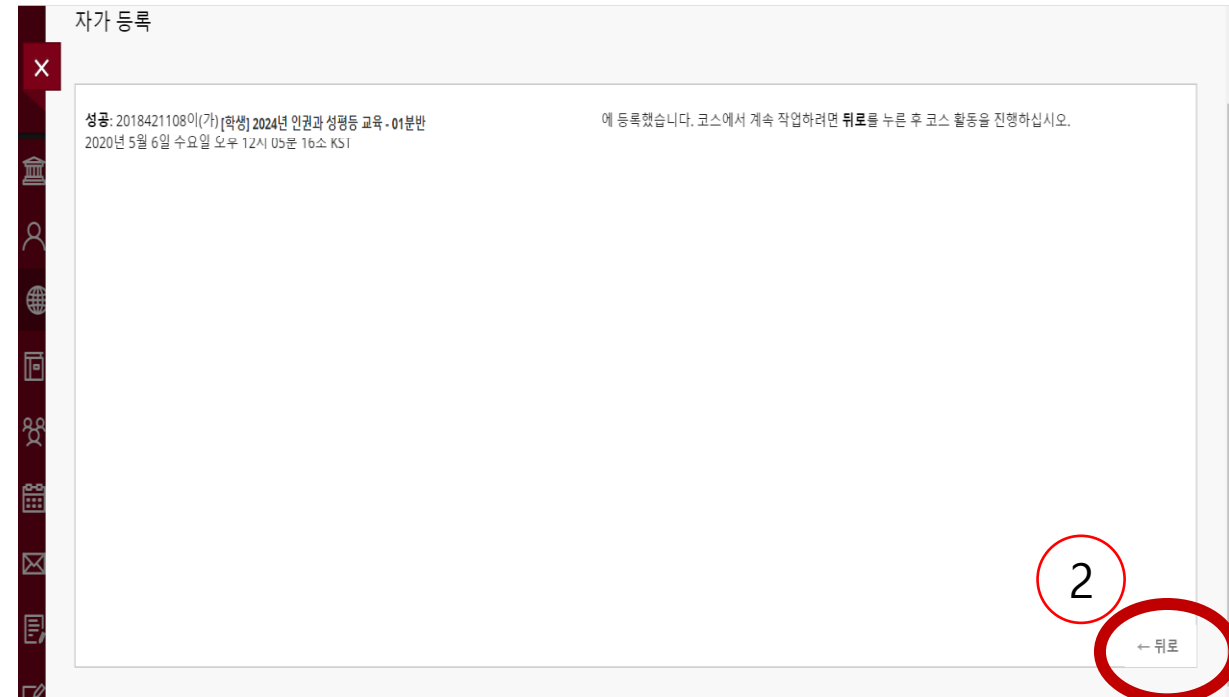 자가 등록
X
성공: 2018421108이(가) [학생] 2024년 인권과 성평등 교육 - 01분반 에 등록했습니다. 코스에서 계속 작업하려면 뒤로를 누른 후 코스 활동을 진행하십시오.
2020년 5월 6일 수요일 오후 12시 05분 16초 KST
2
← 뒤로